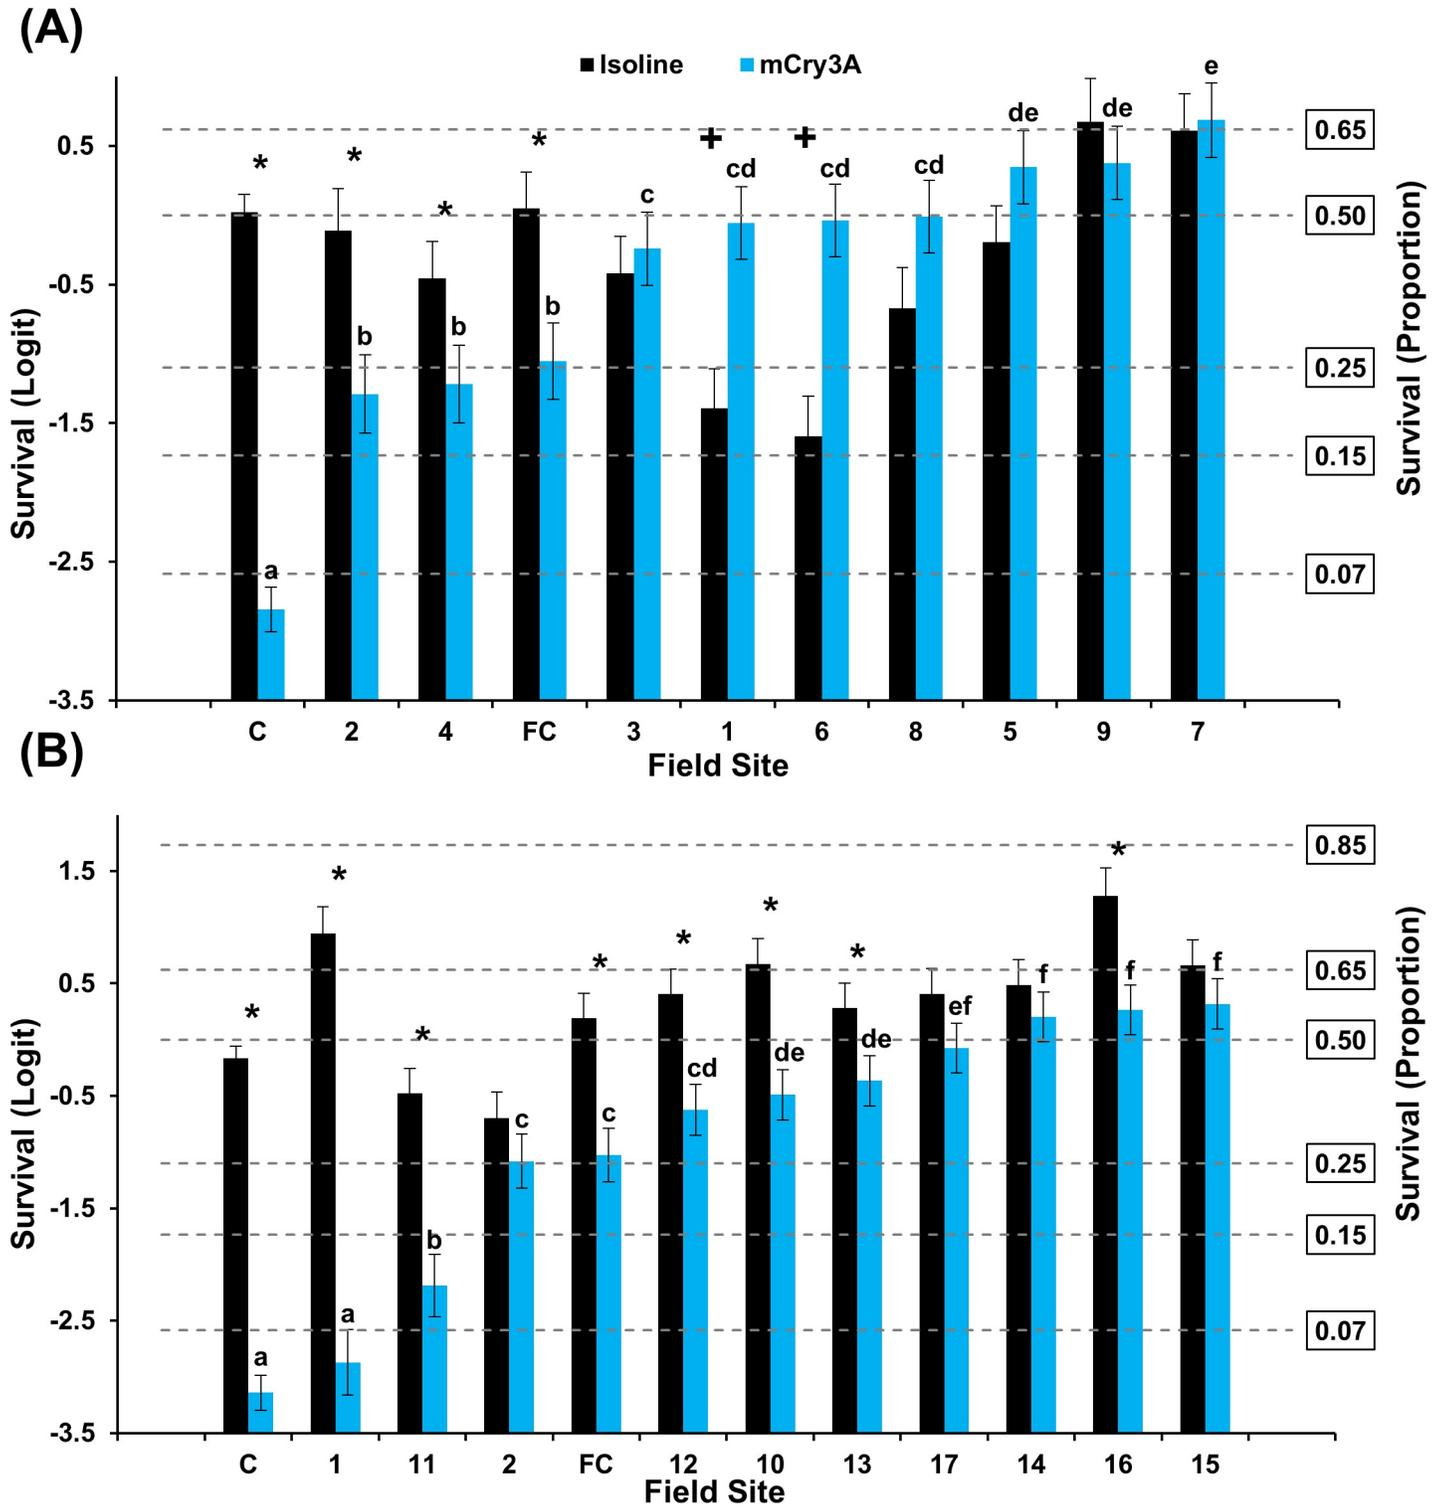 (A)
Isoline mCry3A
e
de de
0.65
0.5
* * * + +
cd cd cd
c
*
0.50
-0.5
b b b
0.25
-1.5
0.15
-2.5
a
0.07
-3.5
Survival (Logit)
Survival (Proportion)
C 2 4 FC 3 1 6 8 5 9 7
Field Site
(B)
0.85
*
1.5
*
*
* * *
0.65
f f f
0.5
*
ef
*
0.50
de de
cd
-0.5
c c
0.25
-1.5
0.15
b
-2.5
a
0.07
a
-3.5
Survival (Logit)
Survival (Proportion)
C 1 11 2 FC 12 10 13 17 14 16 15
Field Site